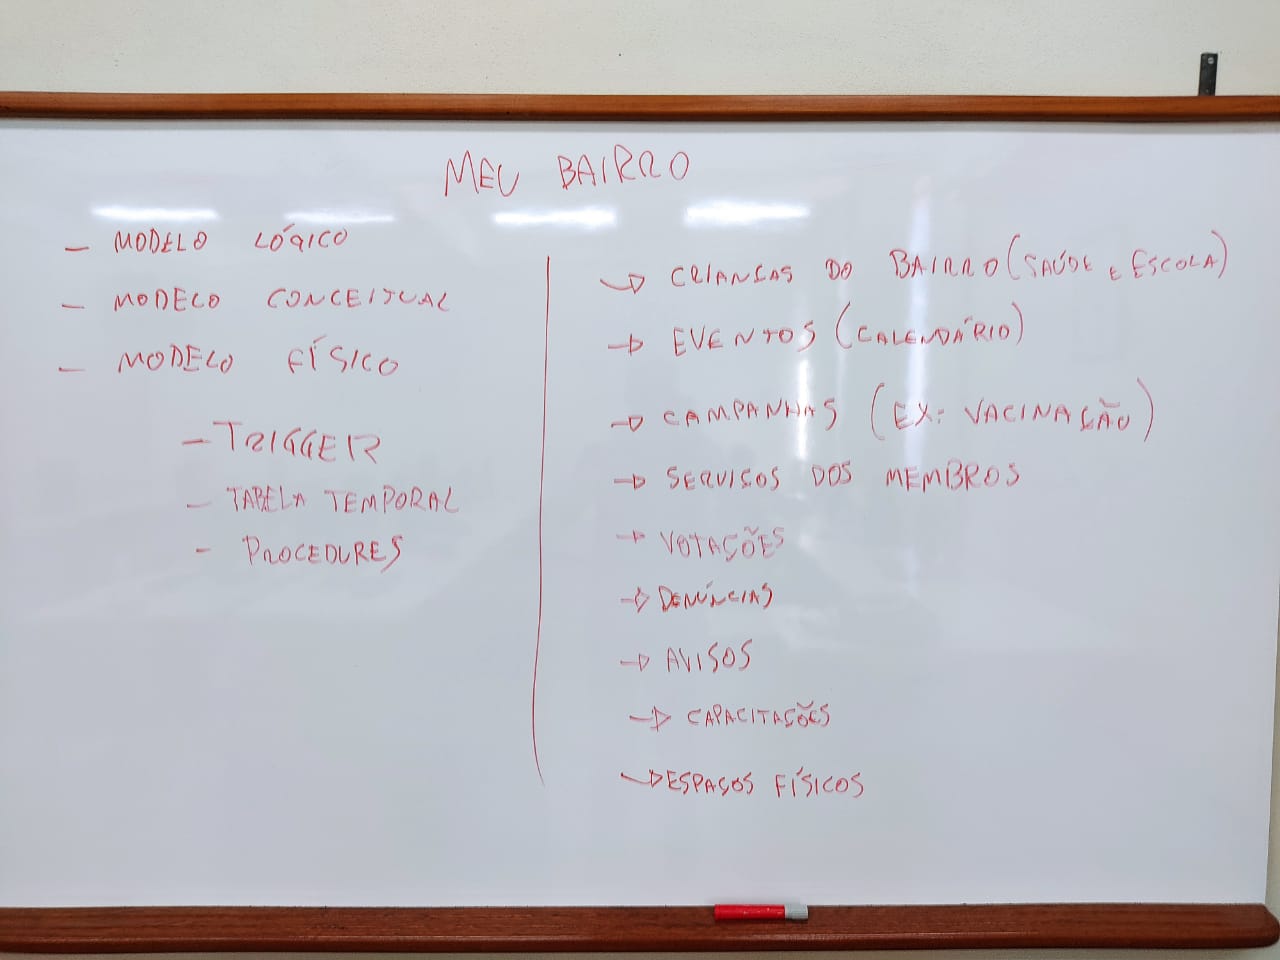 MEU BAIRRO
- MODELO LÓGICO
- MODELO CONCEITUAL
- MODELO FÍSICO
- TRIGGER
- TABELA TEMPORAL
- PROCEDURES
→ CRIANÇAS DO BAIRRO (SAÚDE E ESCOLA)
→ EVENTOS (CALENDÁRIO)
→ CAMPANHAS (EX: VACINAÇÃO)
→ SERVIÇOS DOS MEMBROS
→ VOTAÇÕES
→ DENÚNCIAS
→ AVISOS
→ CAPACITAÇÕES
→ ESPAÇOS FÍSICOS